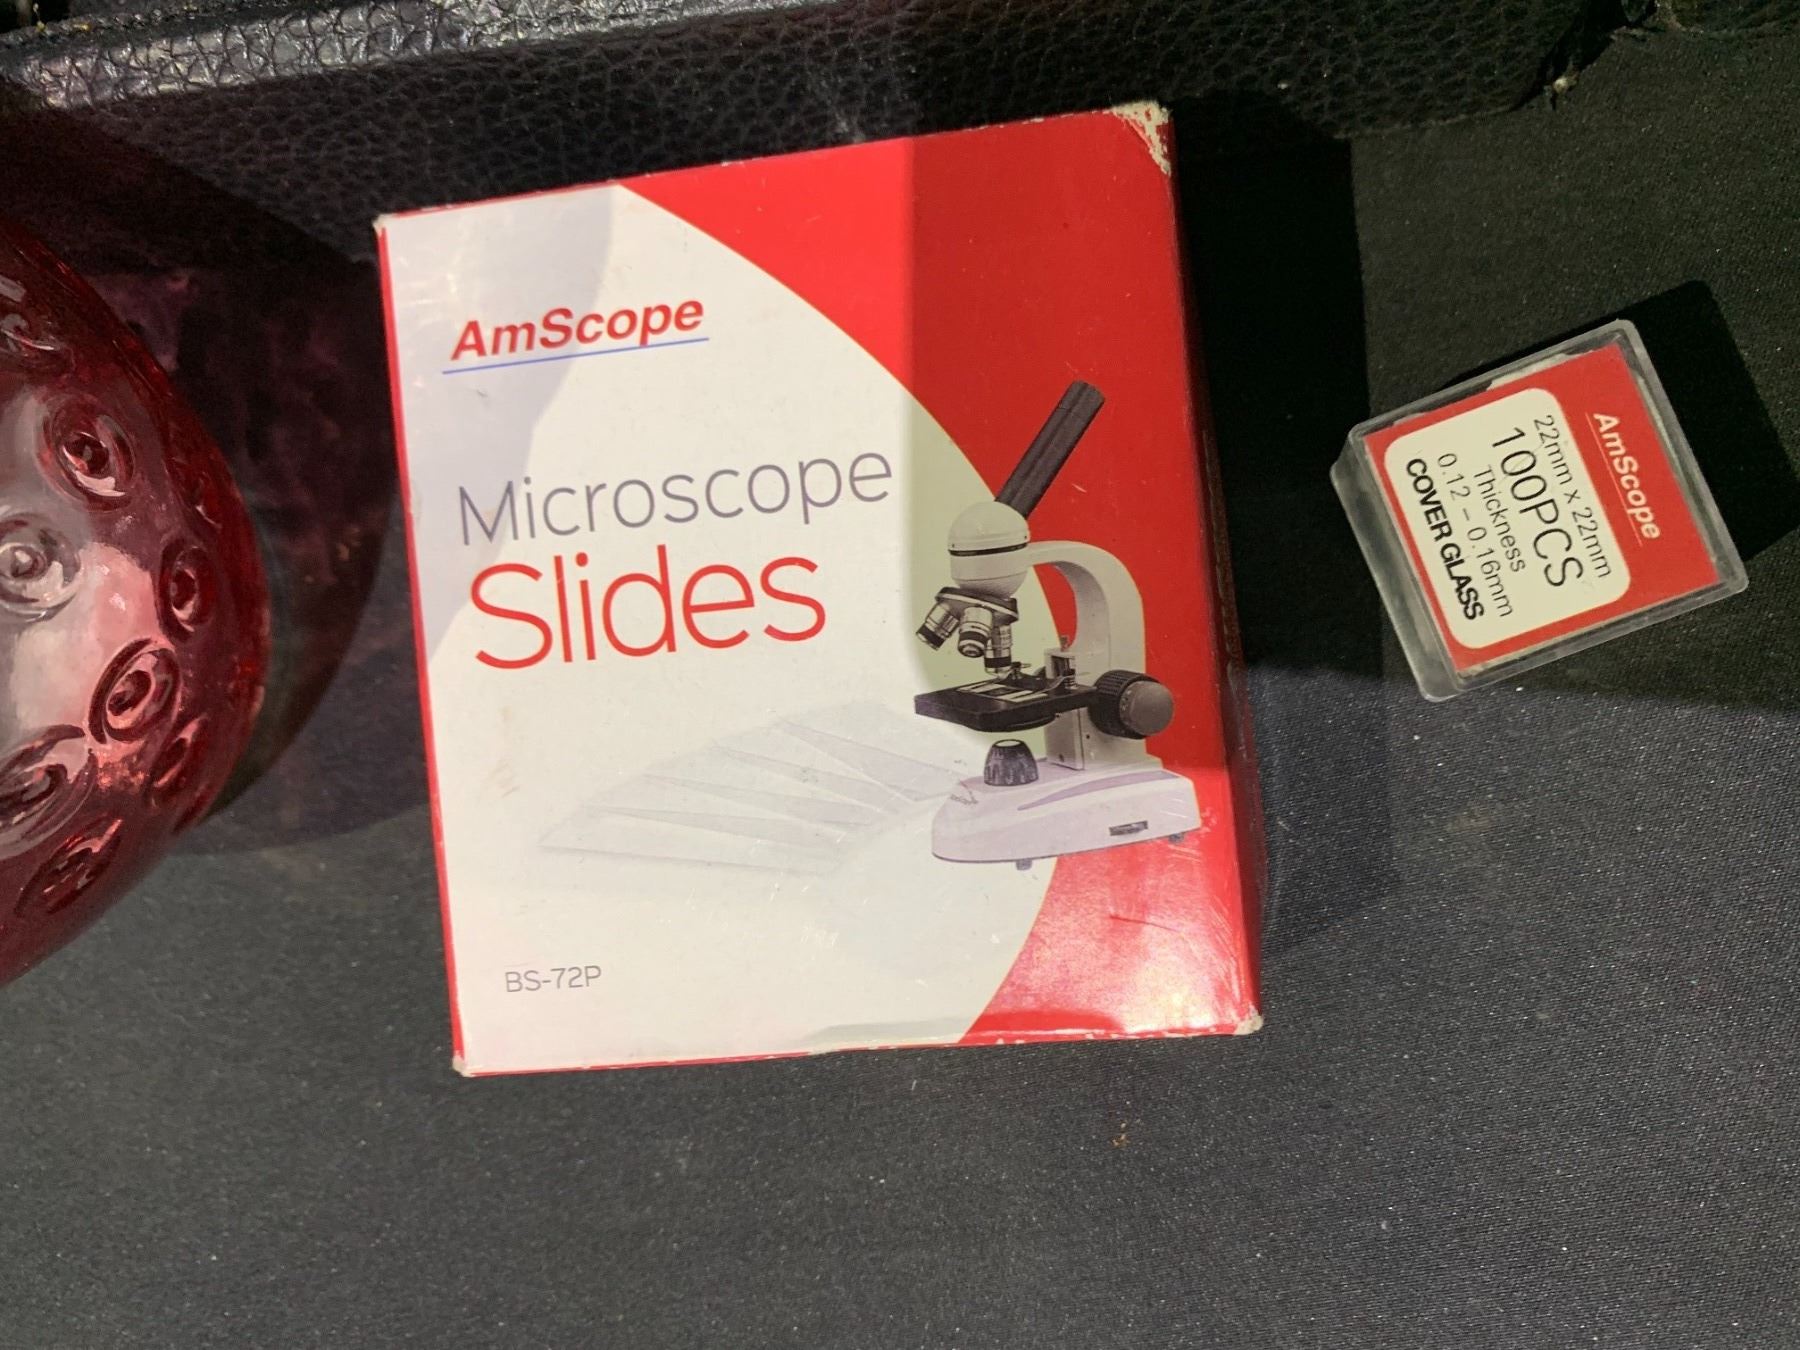 AmScope
Microscope
Slides
BS-72P
AmScope
22mm x 22mm
100PCS
Thickness
0.12 - 0.16mm
COVER GLASS